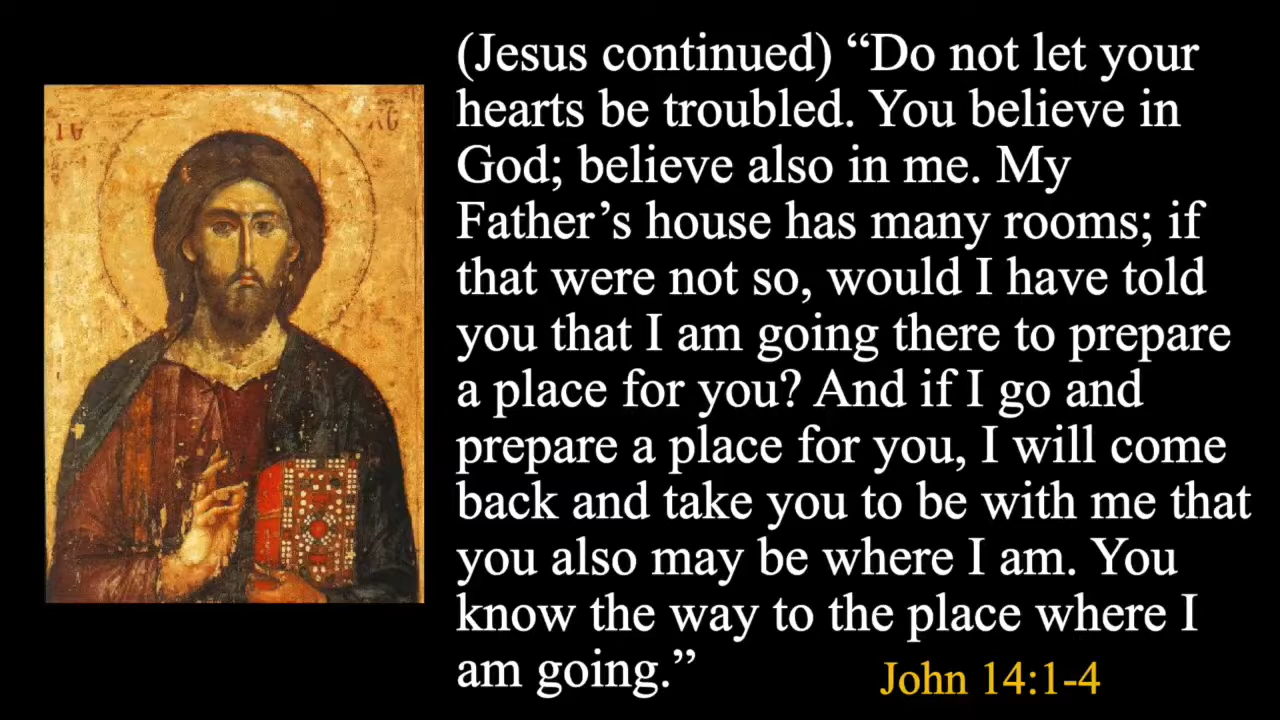 (Jesus continued) “Do not let your
hearts be troubled. You believe in
God; believe also in me. My
Father’s house has many rooms; if
that were not so, would I have told
you that I am going there to prepare
a place for you? And if I go and
prepare a place for you, I will come
back and take you to be with me that
you also may be where I am. You
know the way to the place where I
am going.”
John 14:1-4